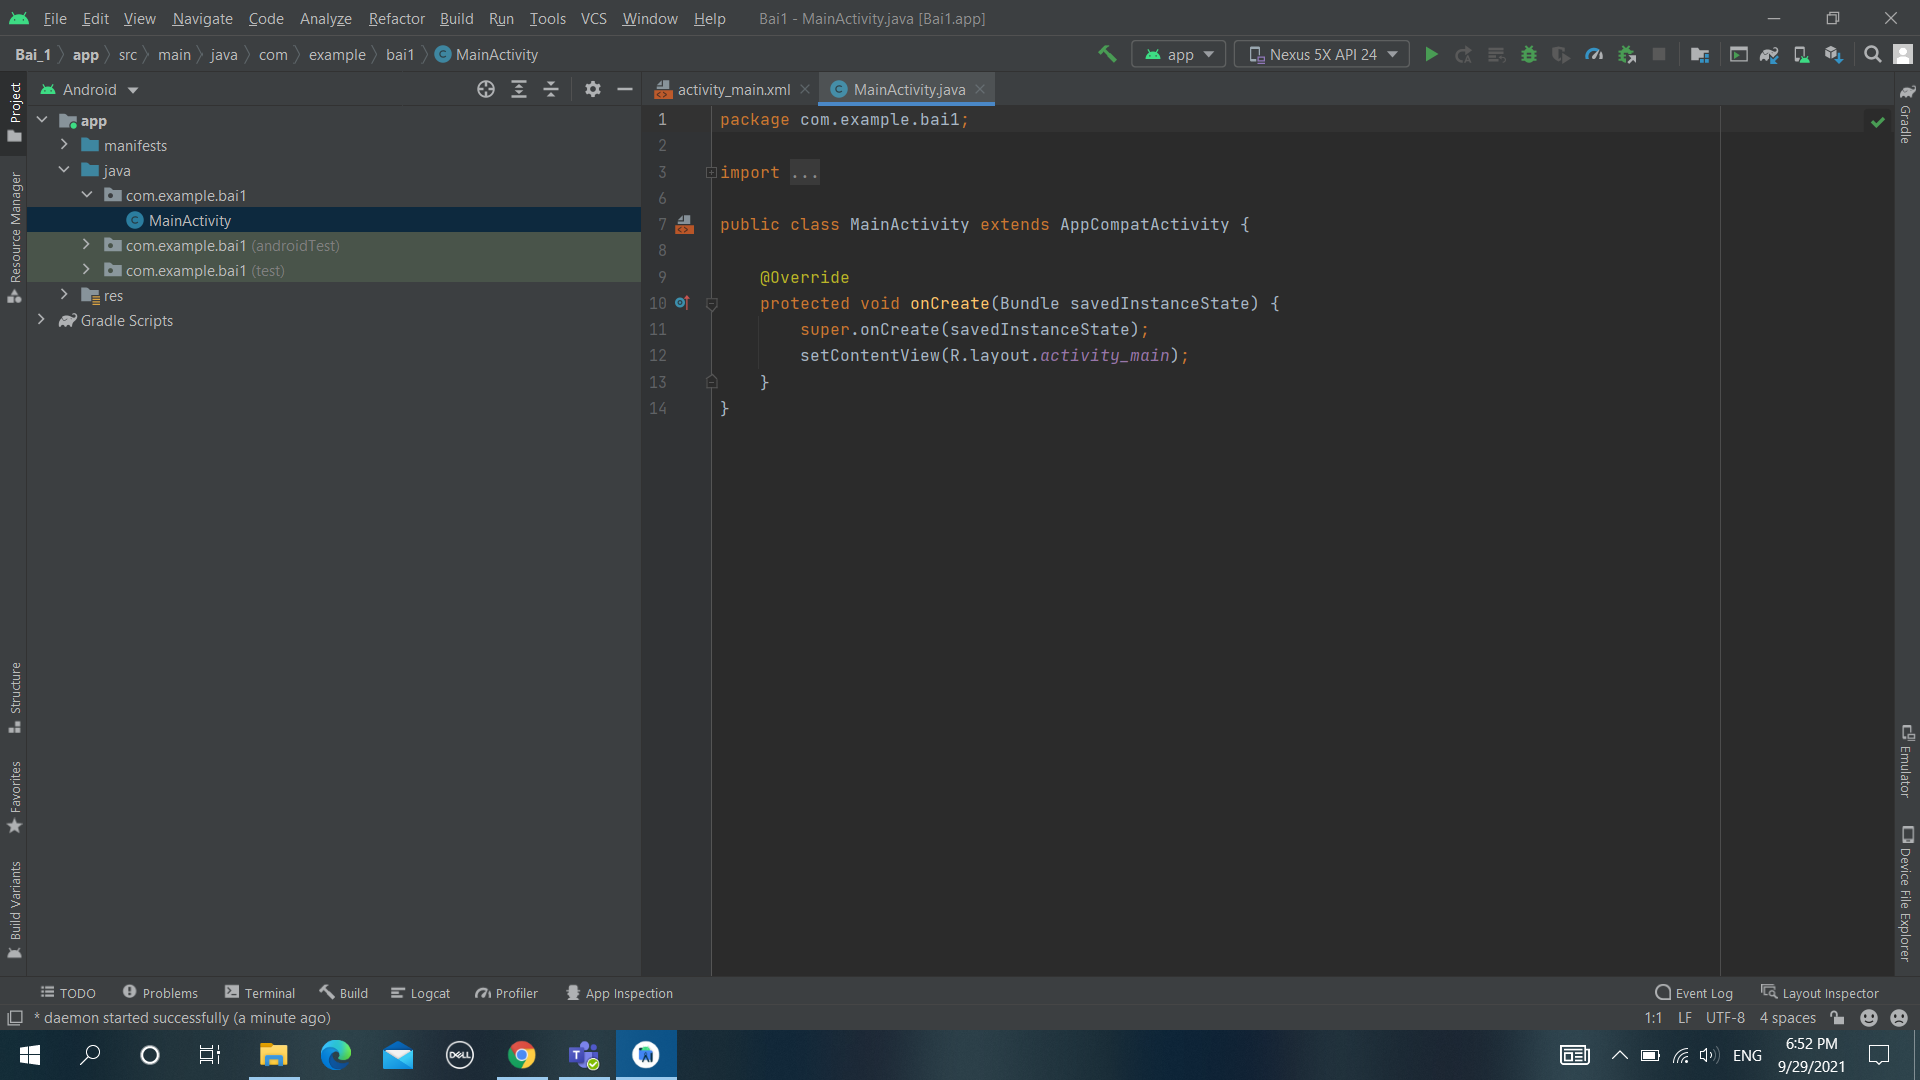 File Edit View Navigate Code Analyze Refactor Build Run Tools VCS Window Help Bai1 - MainActivity.java [Bai1.app]
Bai_1 app src main java com example bai1 MainActivity app Nexus 5X API 24
Android
activity_main.xml MainActivity.java
app
manifests
java
com.example.bai1
MainActivity
com.example.bai1 (androidTest)
com.example.bai1 (test)
res
Gradle Scripts
1 package com.example.bai1;
2
3 import ...
6
7 public class MainActivity extends AppCompatActivity {
8
9 @Override
10 protected void onCreate(Bundle savedInstanceState) {
11 super.onCreate(savedInstanceState);
12 setContentView(R.layout.activity_main);
13 }
14 }
Project
Resource Manager
Structure
Favorites
Build Variants
Gradle
Emulator
Device File Explorer
TODO Problems Terminal Build Logcat Profiler App Inspection Event Log Layout Inspector
* daemon started successfully (a minute ago) 1:1 LF UTF-8 4 spaces
DELL
ENG
6:52 PM
9/29/2021